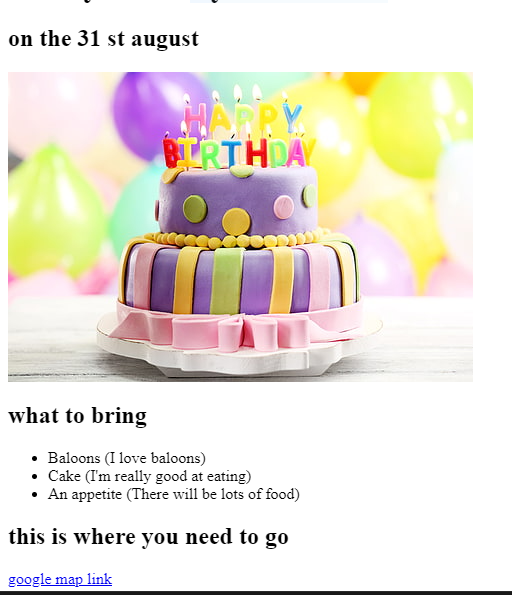 on the 31 st august
HAPPY
BIRTHDAY
what to bring
Baloons (I love baloons)
Cake (I'm really good at eating)
An appetite (There will be lots of food)
this is where you need to go
google map link